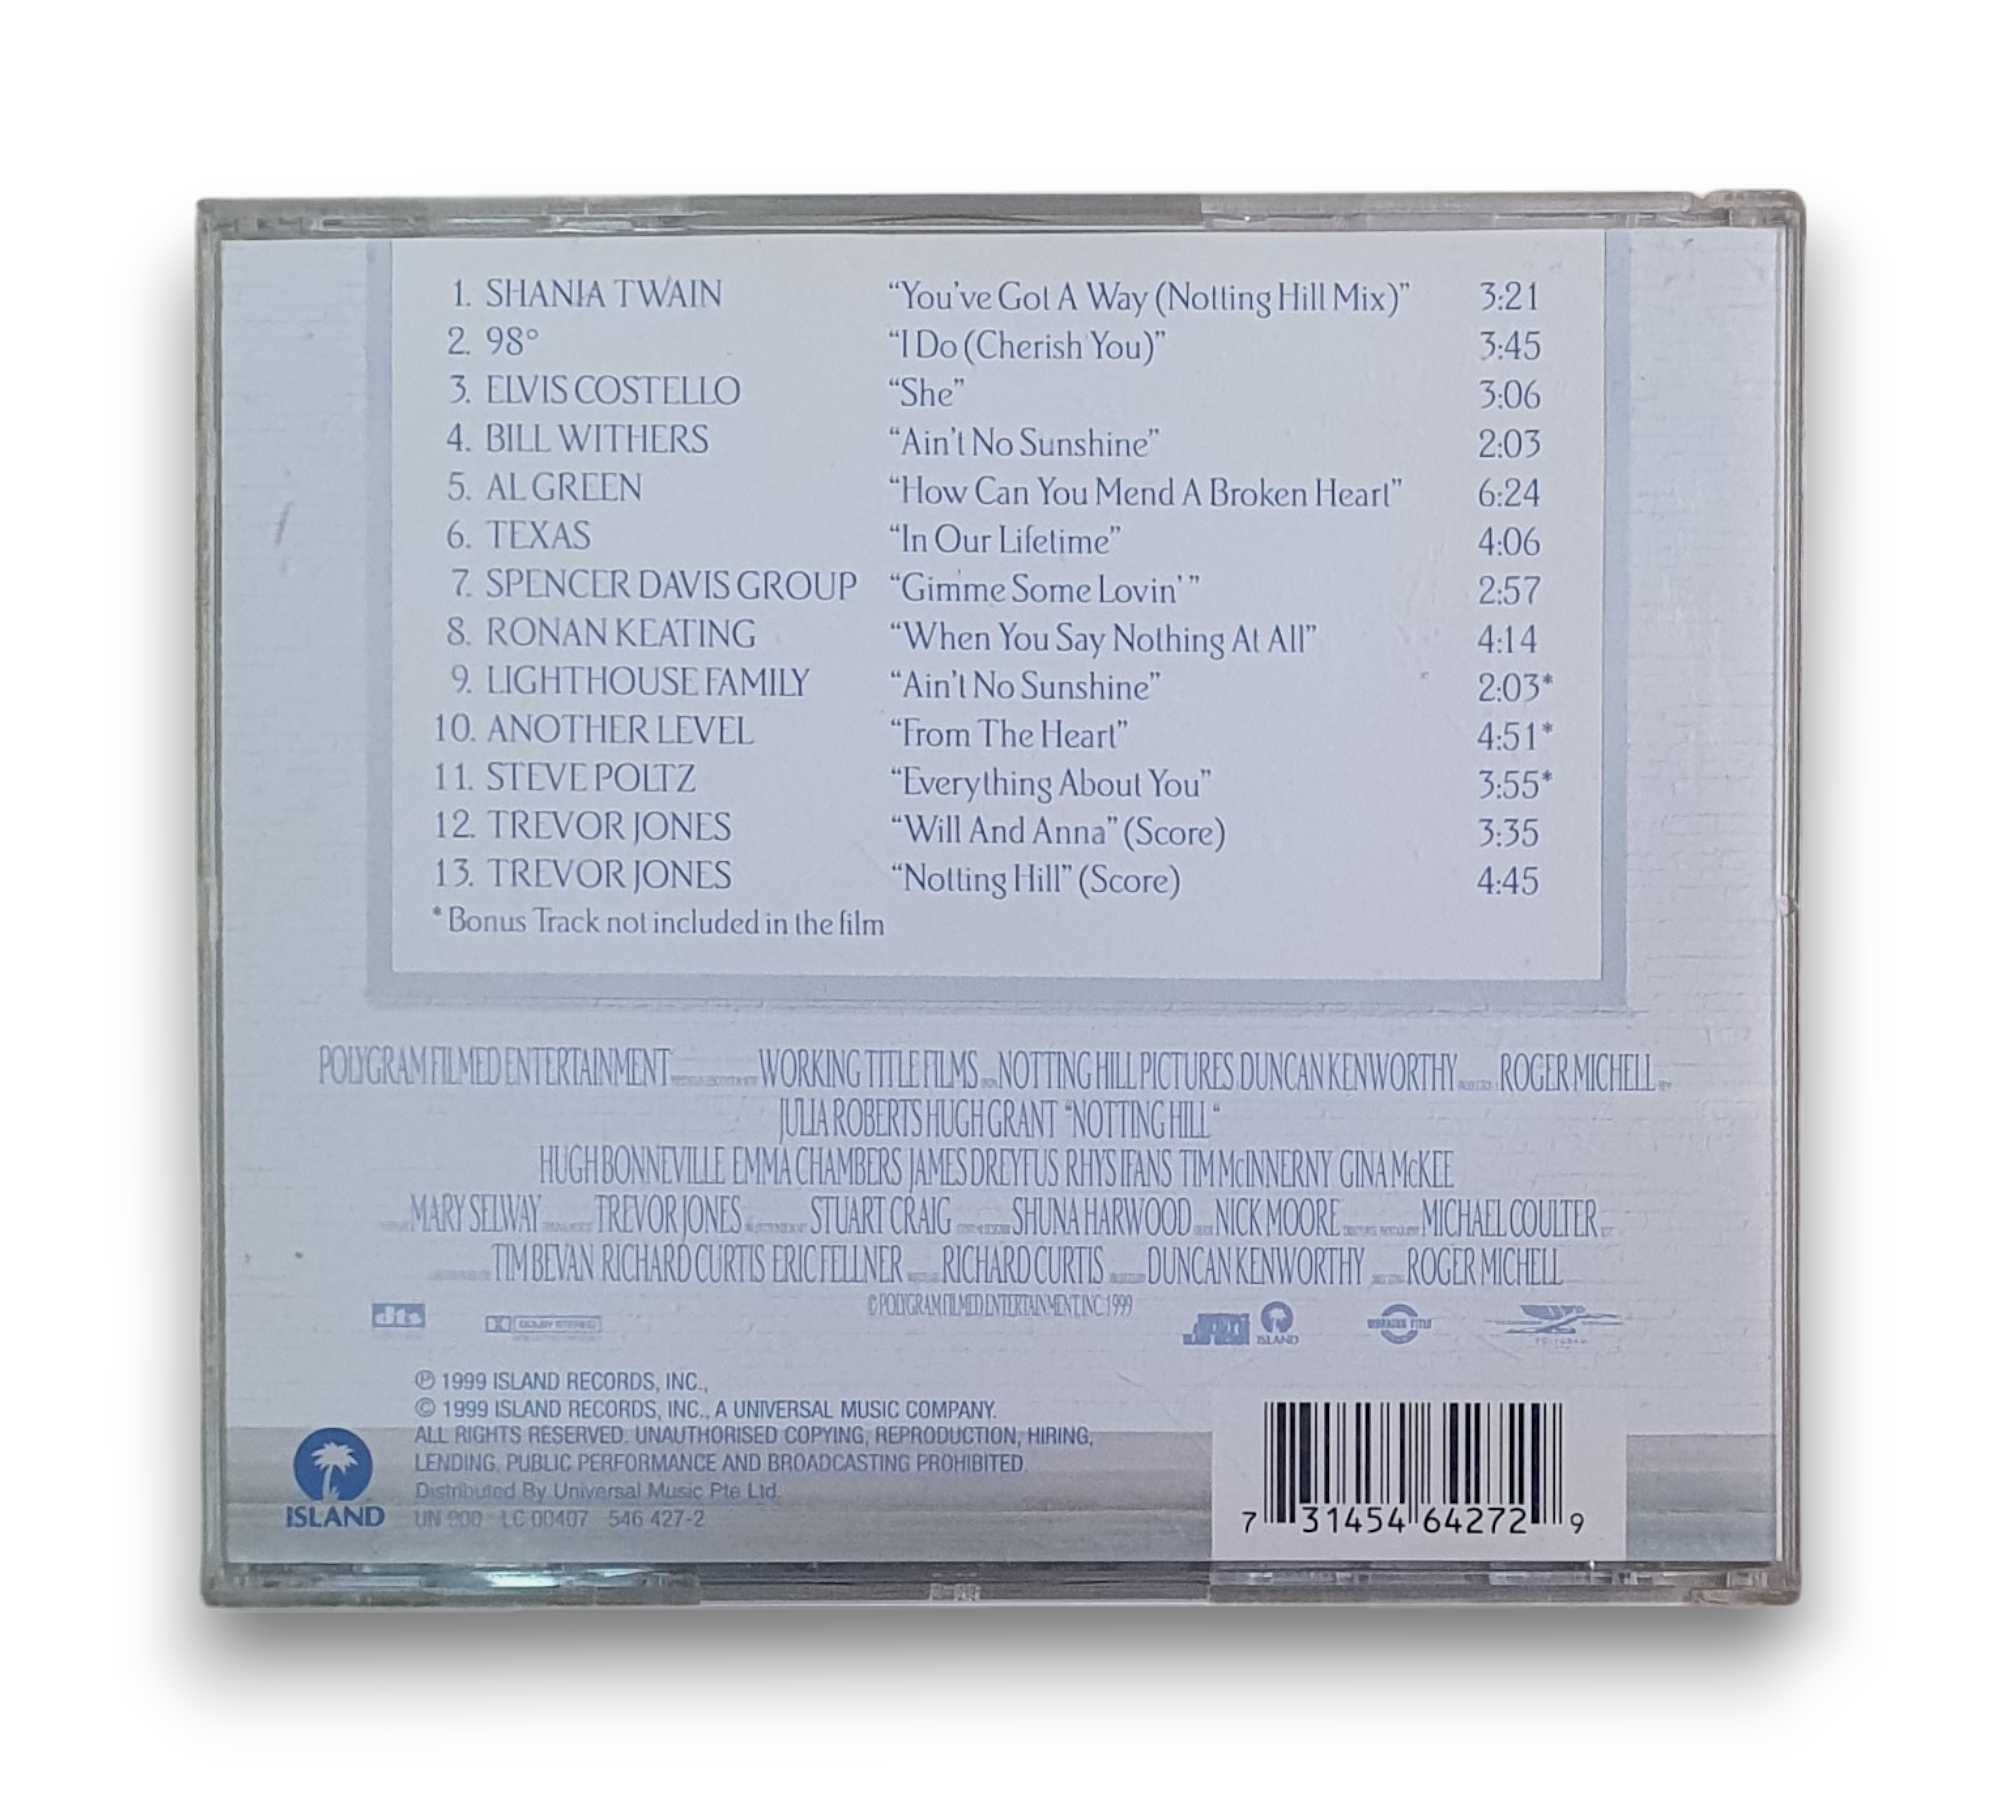 1. SHANIA TWAIN "You've Got A Way (Notting Hill Mix)" 3:21
2. 98° "I Do (Cherish You)" 3:45
3. ELVIS COSTELLO "She" 3:06
4. BILL WITHERS "Ain't No Sunshine" 2:03
5. AL GREEN "How Can You Mend A Broken Heart" 6:24
6. TEXAS "In Our Lifetime" 4:06
7. SPENCER DAVIS GROUP "Gimme Some Lovin'" 2:57
8. RONAN KEATING "When You Say Nothing At All" 4:14
9. LIGHTHOUSE FAMILY "Ain't No Sunshine" 2:03*
10. ANOTHER LEVEL "From The Heart" 4:51*
11. STEVE POLTZ "Everything About You" 3:55*
12. TREVOR JONES "Will And Anna" (Score) 3:35
13. TREVOR JONES "Notting Hill" (Score) 4:45
* Bonus Track not included in the film
POLYGRAM FILMED ENTERTAINMENT WORKING TITLE FILMS NOTTING HILL PICTURES DUNCAN KENWORTHY ROGER MICHELL
JULIA ROBERTS HUGH GRANT "NOTTING HILL"
HUGH BONNEVILLE EMMA CHAMBERS JAMES DREYFUS RHYS IFANS TIM McINNERNY GINA McKEE
MARY SELWAY TREVOR JONES STUART CRAIG SHUNA HARWOOD NICK MOORE MICHAEL COULTER
TIM BEVAN RICHARD CURTIS ERIC FELLNER RICHARD CURTIS DUNCAN KENWORTHY ROGER MICHELL
© POLYGRAM FILMED ENTERTAINMENT, INC 1999
dts DOLBY STEREO ISLAND WORKING TITLE POLYGRAM
℗ 1999 ISLAND RECORDS, INC.,
© 1999 ISLAND RECORDS, INC., A UNIVERSAL MUSIC COMPANY.
ALL RIGHTS RESERVED. UNAUTHORISED COPYING, REPRODUCTION, HIRING,
LENDING, PUBLIC PERFORMANCE AND BROADCASTING PROHIBITED.
Distributed By Universal Music Pte Ltd.
UN 900 LC 00407 546 427-2
ISLAND
7 31454 64272 9